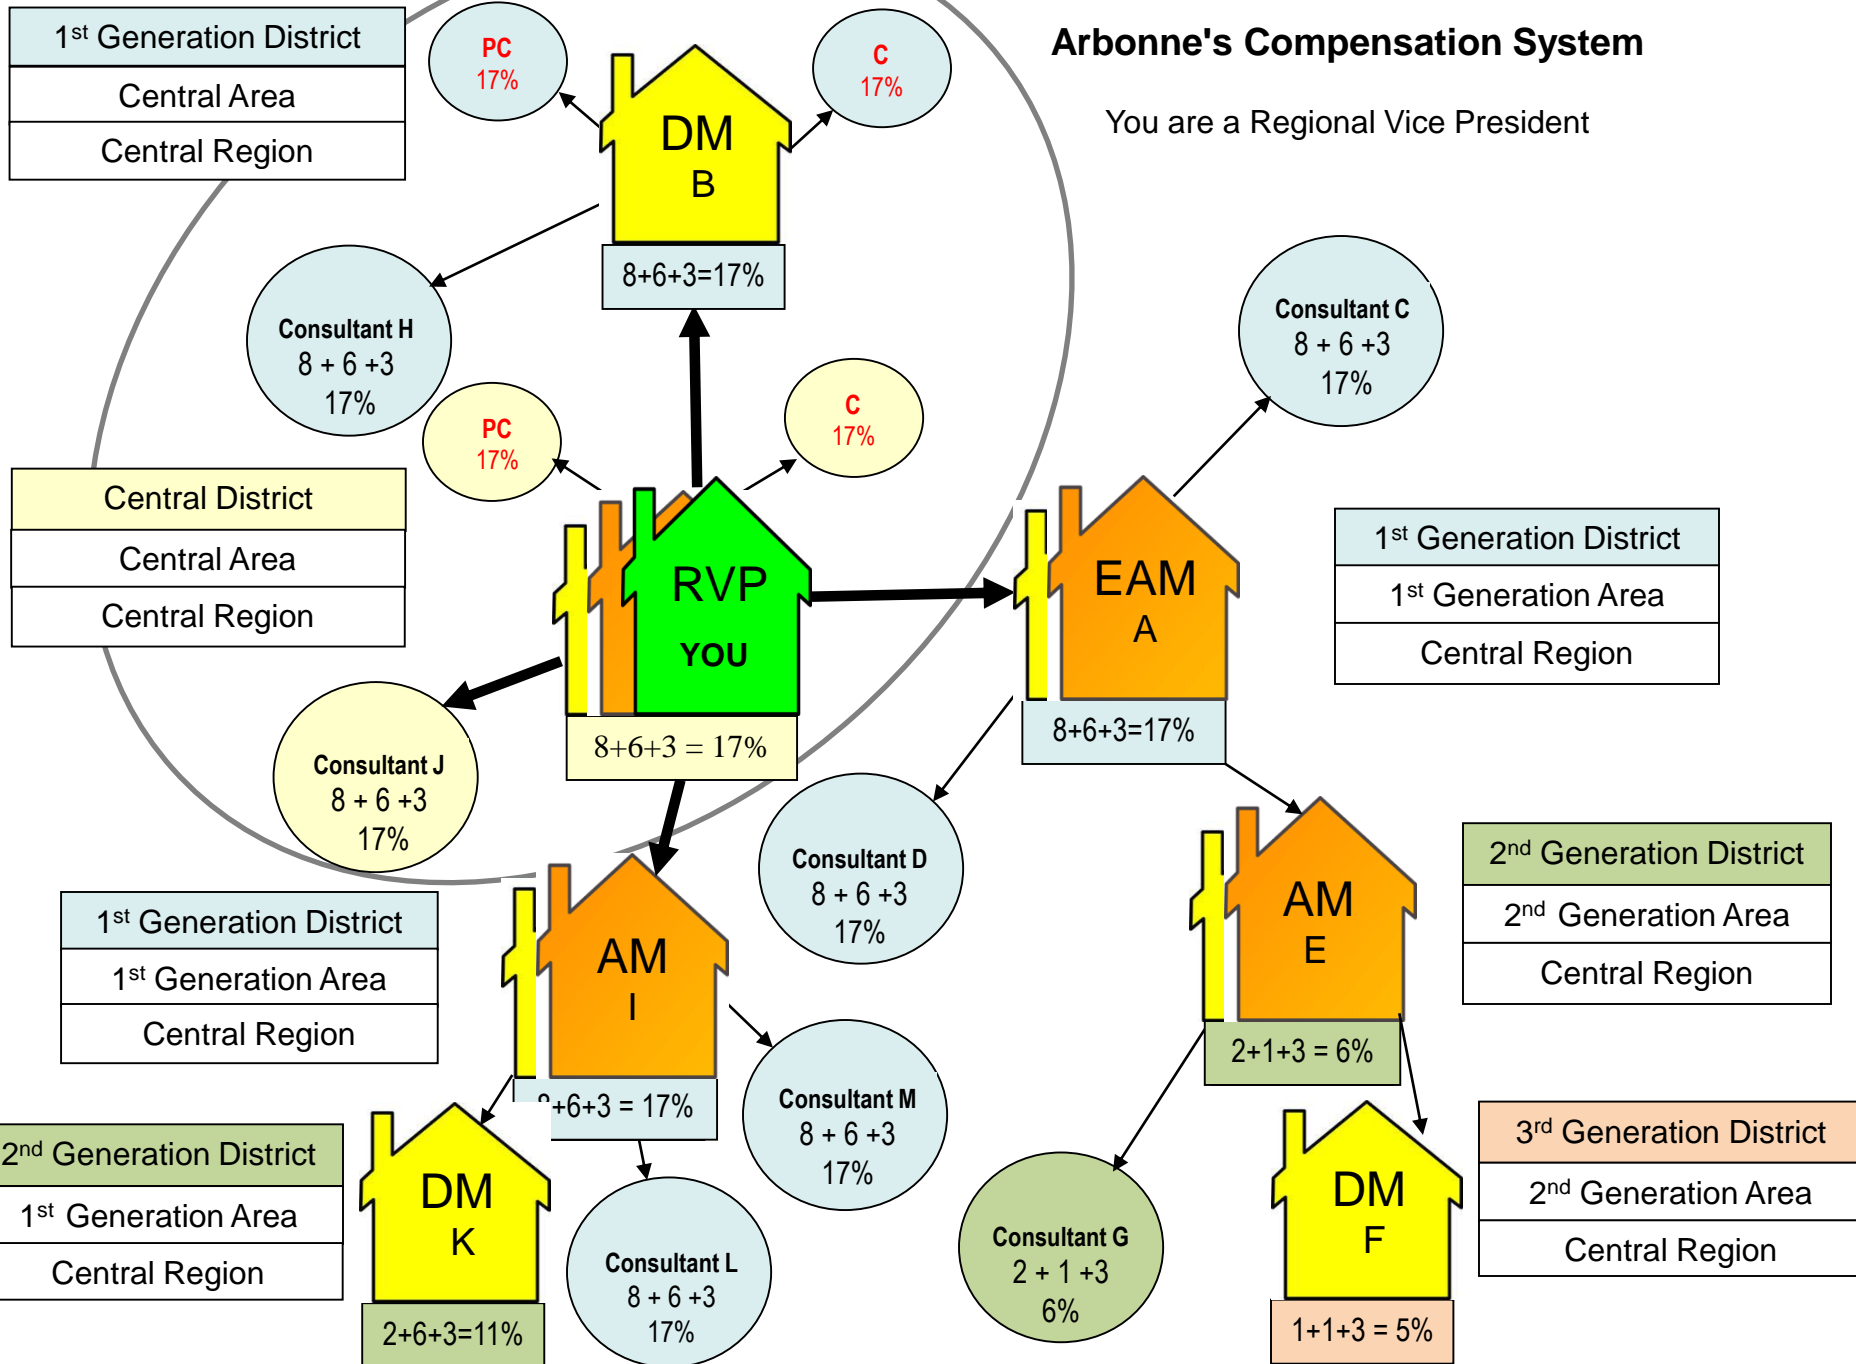 Arbonne's Compensation System
You are a Regional Vice President
1st Generation District
Central Area
Central Region
PC
17%
C
17%
DM
B
8+6+3=17%
Consultant H
8 + 6 +3
17%
Consultant C
8 + 6 +3
17%
PC
17%
C
17%
Central District
Central Area
Central Region
RVP
YOU
8+6+3 = 17%
EAM
A
8+6+3=17%
1st Generation District
1st Generation Area
Central Region
Consultant J
8 + 6 +3
17%
Consultant D
8 + 6 +3
17%
AM
E
2+1+3 = 6%
2nd Generation District
2nd Generation Area
Central Region
1st Generation District
1st Generation Area
Central Region
AM
I
+6+3 = 17%
Consultant M
8 + 6 +3
17%
2nd Generation District
1st Generation Area
Central Region
DM
K
2+6+3=11%
Consultant L
8 + 6 +3
17%
Consultant G
2 + 1 +3
6%
DM
F
1+1+3 = 5%
3rd Generation District
2nd Generation Area
Central Region